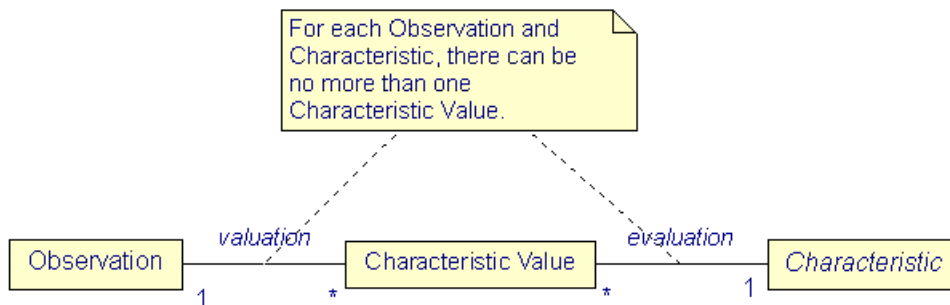 For each Observation and
Characteristic, there can be
no more than one
Characteristic Value.
valuation
evaluation
Observation
Characteristic Value
Characteristic
1
*
*
1